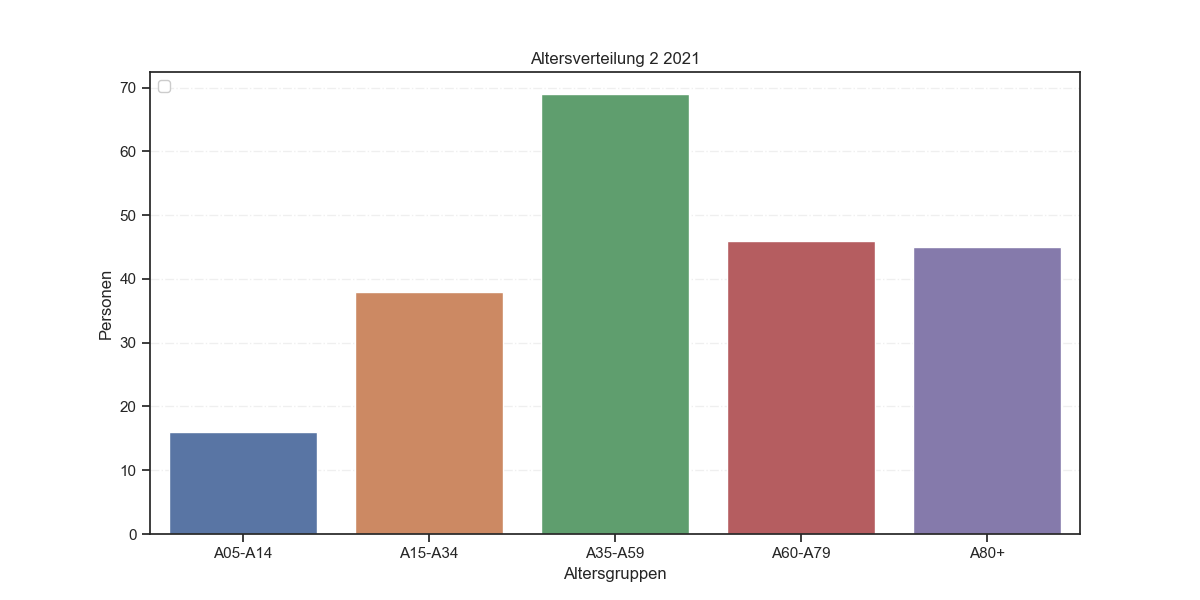 Altersverteilung 2 2021
70
60
50
40
30
20
10
0
Personen
A05-A14
A15-A34
A35-A59
A60-A79
A80+
Altersgruppen